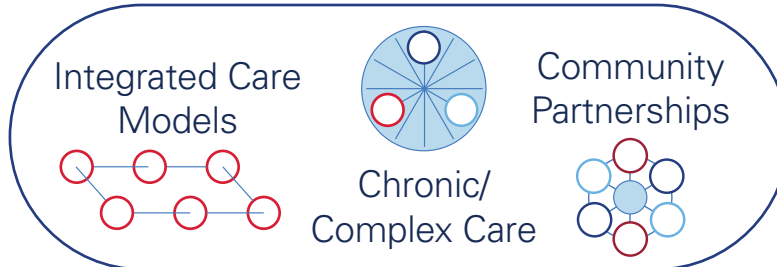 Integrated Care
Models
Chronic/
Complex Care
Community
Partnerships